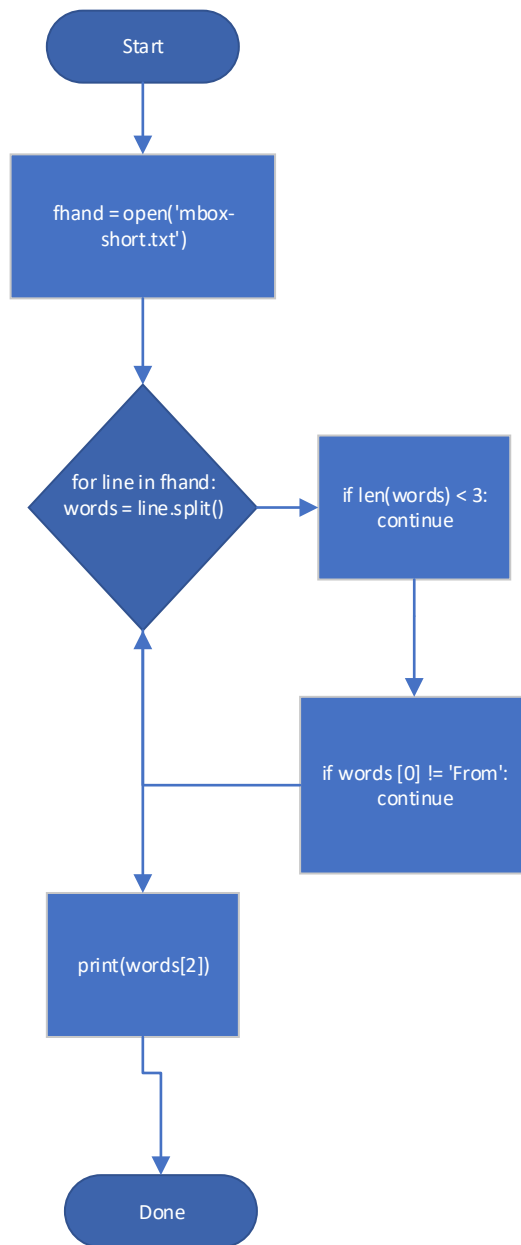 Start
fhand = open('mbox-
short.txt')
for line in fhand:
words = line.split()
if len(words) < 3:
continue
if words [0] != 'From':
continue
print(words[2])
Done